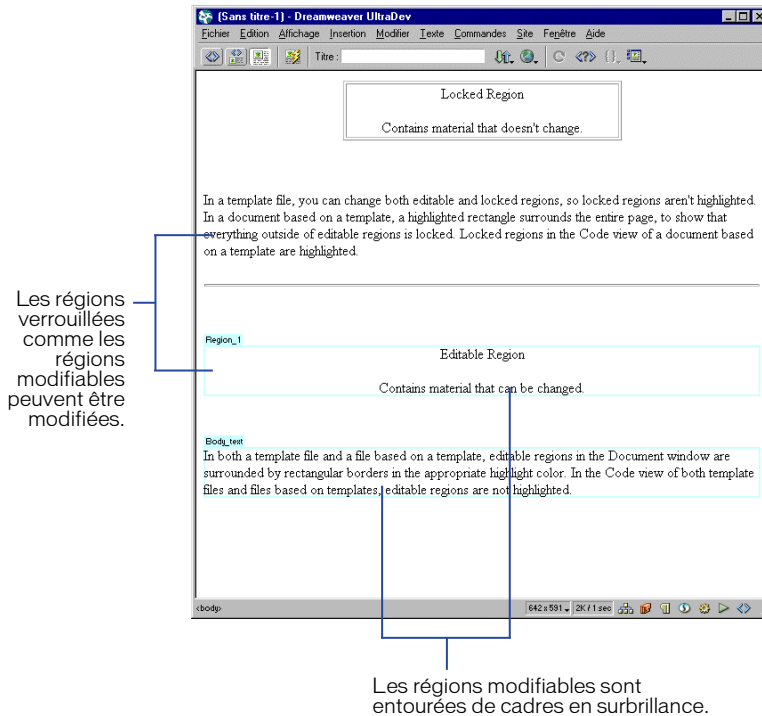 (Sans titre-1) - Dreamweaver UltraDev
Fichier Edition Affichage Insertion Modifier Texte Commandes Site Fenêtre Aide
Titre :
Locked Region
Contains material that doesn't change.
In a template file, you can change both editable and locked regions, so locked regions aren't highlighted.
In a document based on a template, a highlighted rectangle surrounds the entire page, to show that
everything outside of editable regions is locked. Locked regions in the Code view of a document based
on a template are highlighted.
Les régions
verrouillées
comme les
régions
modifiables
peuvent être
modifiées.
Region_1
Editable Region
Contains material that can be changed.
Body_text
In both a template file and a file based on a template, editable regions in the Document window are
surrounded by rectangular borders in the appropriate highlight color. In the Code view of both template
files and files based on templates, editable regions are not highlighted.
<body> 642 x 591 2K / 1 sec
Les régions modifiables sont
entourées de cadres en surbrillance.